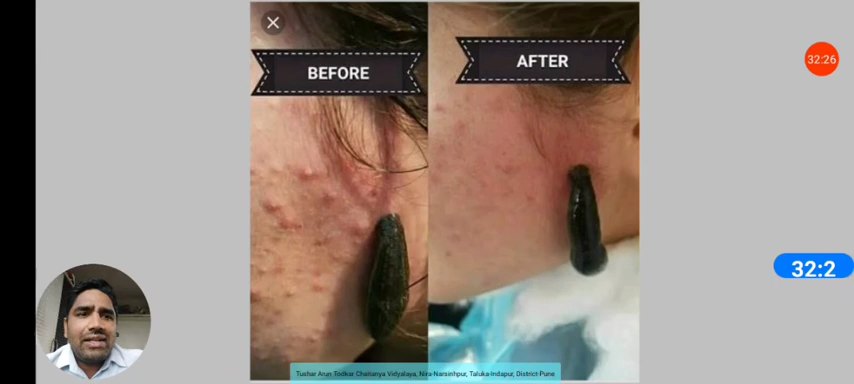 BEFORE
AFTER
32:26
32:2
Tushar Arun Todkar Chaitanya Vidyalaya, Nira-Narsinhpur, Taluka-Indapur, District-Pune